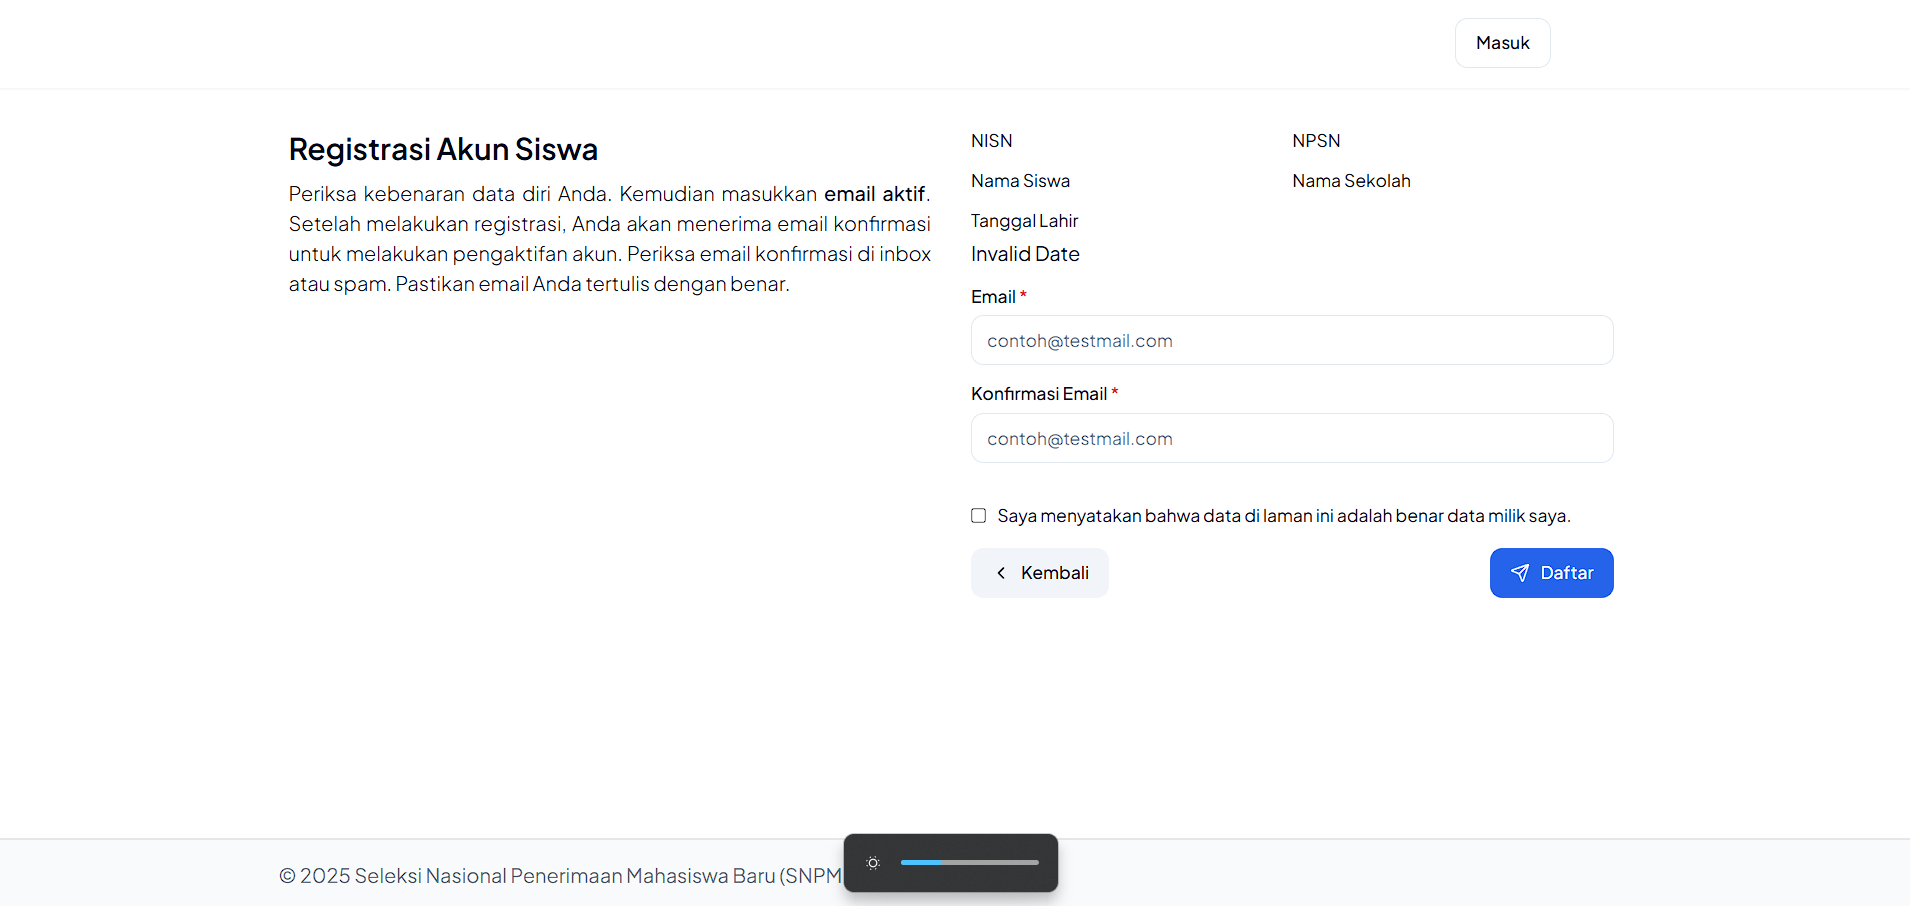 Masuk
Registrasi Akun Siswa
Periksa kebenaran data diri Anda. Kemudian masukkan email aktif.
Setelah melakukan registrasi, Anda akan menerima email konfirmasi
untuk melakukan pengaktifan akun. Periksa email konfirmasi di inbox
atau spam. Pastikan email Anda tertulis dengan benar.
NISN
NPSN
Nama Siswa
Nama Sekolah
Tanggal Lahir
Invalid Date
Email *
contoh@testmail.com
Konfirmasi Email *
contoh@testmail.com
Saya menyatakan bahwa data di laman ini adalah benar data milik saya.
Kembali
Daftar
© 2025 Seleksi Nasional Penerimaan Mahasiswa Baru (SNPM